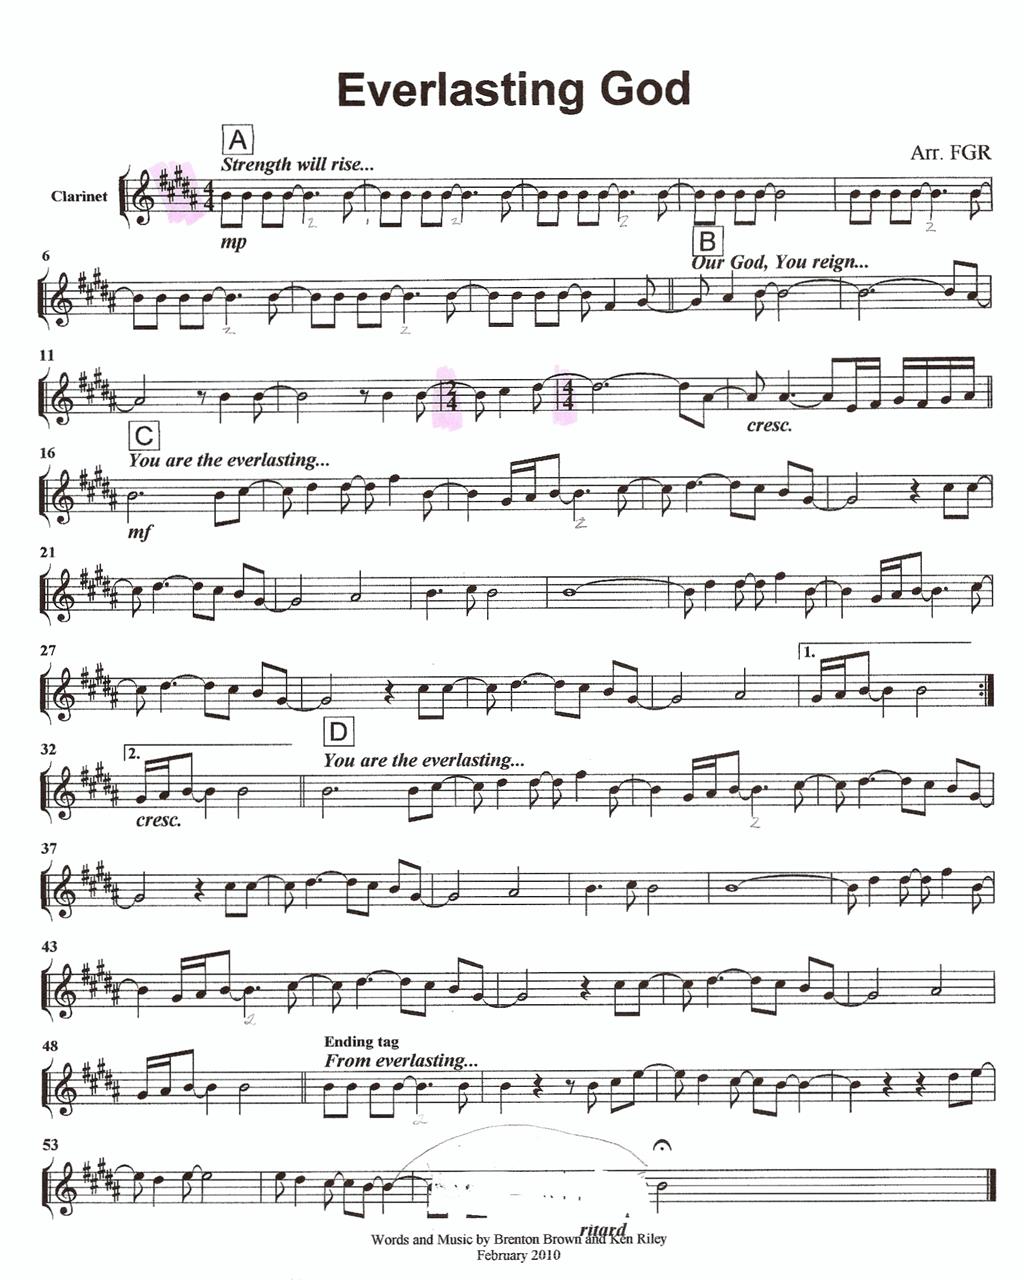 Everlasting God
A
Strength will rise...
Arr. FGR
Clarinet
4
4
mp
2
1
2
2
2
6
B
Our God, You reign...
2
2
11
2
4
4
4
cresc.
C
16
You are the everlasting...
mf
2
21
27
1.
D
32
2.
You are the everlasting...
cresc.
2
37
43
2
48
Ending tag
From everlasting...
2
53
ritard
Words and Music by Brenton Brown and Ken Riley
February 2010